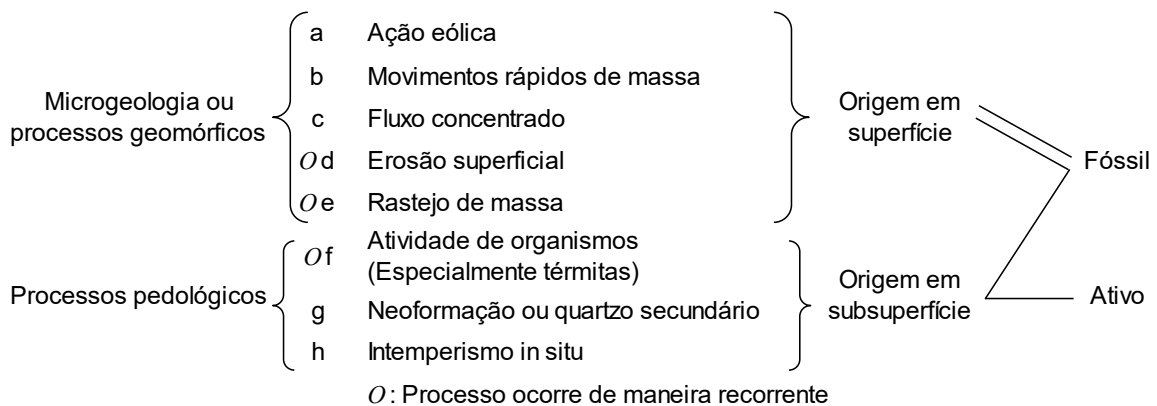 a Ação eólica
b Movimentos rápidos de massa
Microgeologia ou
processos geomórficos
c Fluxo concentrado
O d Erosão superficial
O e Rastejo de massa
Origem em
superfície
Fóssil
O f Atividade de organismos
(Especialmente térmitas)
Processos pedológicos
g Neoformação ou quartzo secundário
h Intemperismo in situ
Origem em
subsuperfície
Ativo
O : Processo ocorre de maneira recorrente